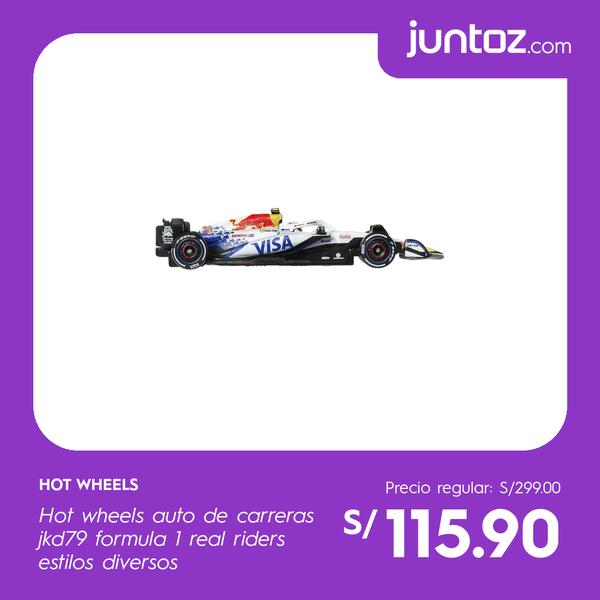 juntoz.com
VISA
HUGO
HOT WHEELS
Hot wheels auto de carreras
jkd79 formula 1 real riders
estilos diversos
Precio regular: S/299.00
S/115.90